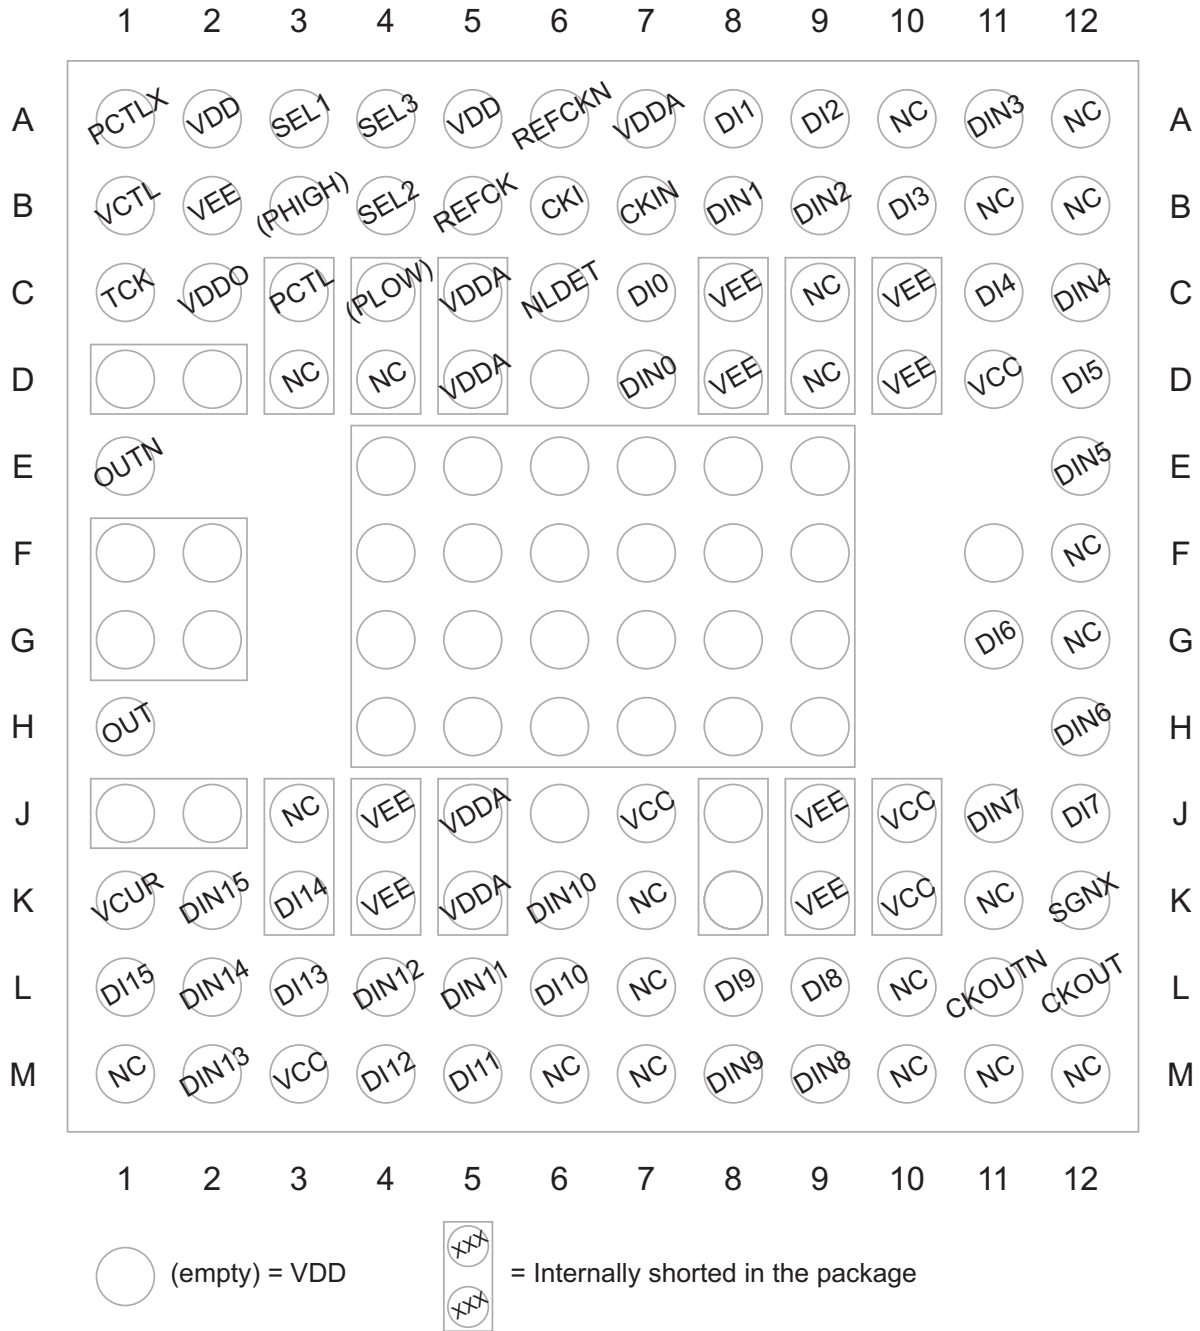 1 2 3 4 5 6 7 8 9 10 11 12
A PCTLX VDD SEL1 SEL3 VDD REFCKN VDDA DI1 DI2 NC DIN3 NC A
B VCTL VEE (PHIGH) SEL2 REFCK CKI CKIN DIN1 DIN2 DI3 NC NC B
C TCK VDDO PCTL (PLOW) VDDA NLDET DI0 VEE NC VEE DI4 DIN4 C
D NC NC VDDA DIN0 VEE NC VEE VCC DI5 D
E OUTN DIN5 E
F NC F
G DI6 NC G
H OUT DIN6 H
J NC VEE VDDA VCC VEE VCC DIN7 DI7 J
K VCUR DIN15 DI14 VEE VDDA DIN10 NC VEE VCC NC SGNX K
L DI15 DIN14 DI13 DIN12 DIN11 DI10 NC DI9 DI8 NC CKOUTN CKOUT L
M NC DIN13 VCC DI12 DI11 NC NC DIN9 DIN8 NC NC NC M
1 2 3 4 5 6 7 8 9 10 11 12
(empty) = VDD
xxx
= Internally shorted in the package
xxx